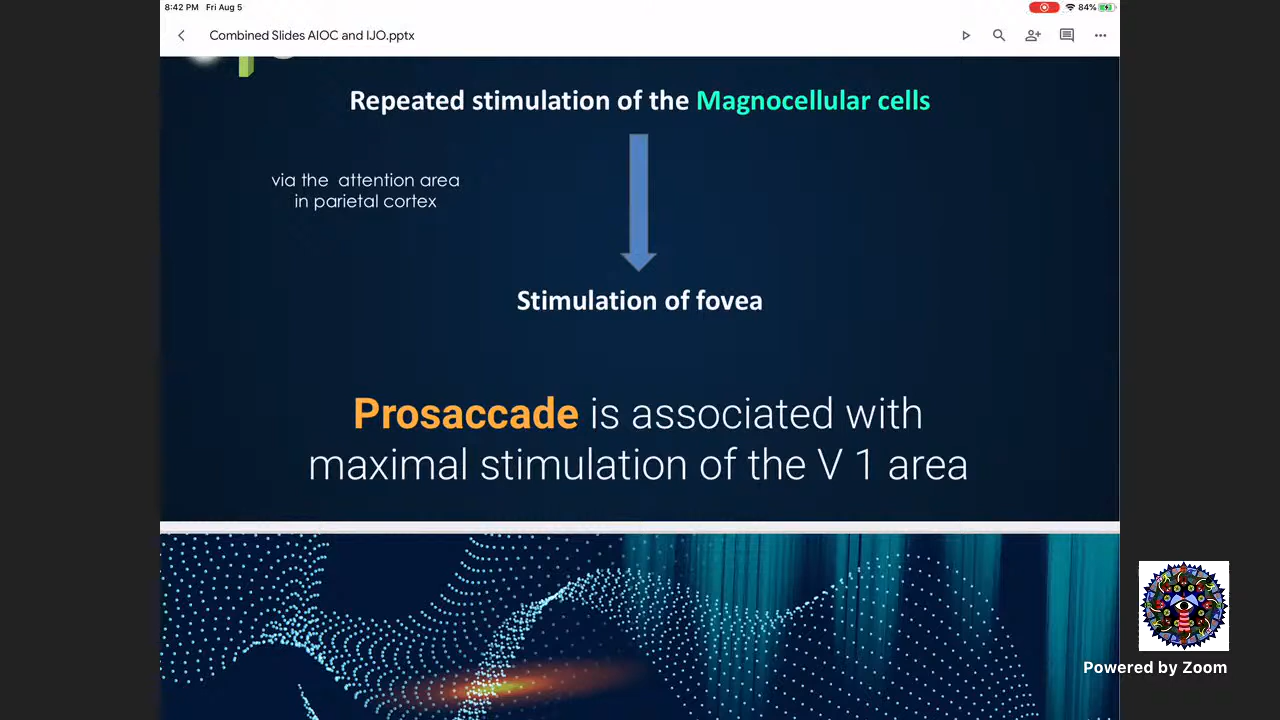 8:42 PM Fri Aug 5
84%
Combined Slides AIOC and IJO.pptx
Repeated stimulation of the Magnocellular cells
via the attention area
in parietal cortex
Stimulation of fovea
Prosaccade is associated with
maximal stimulation of the V 1 area
Powered by Zoom